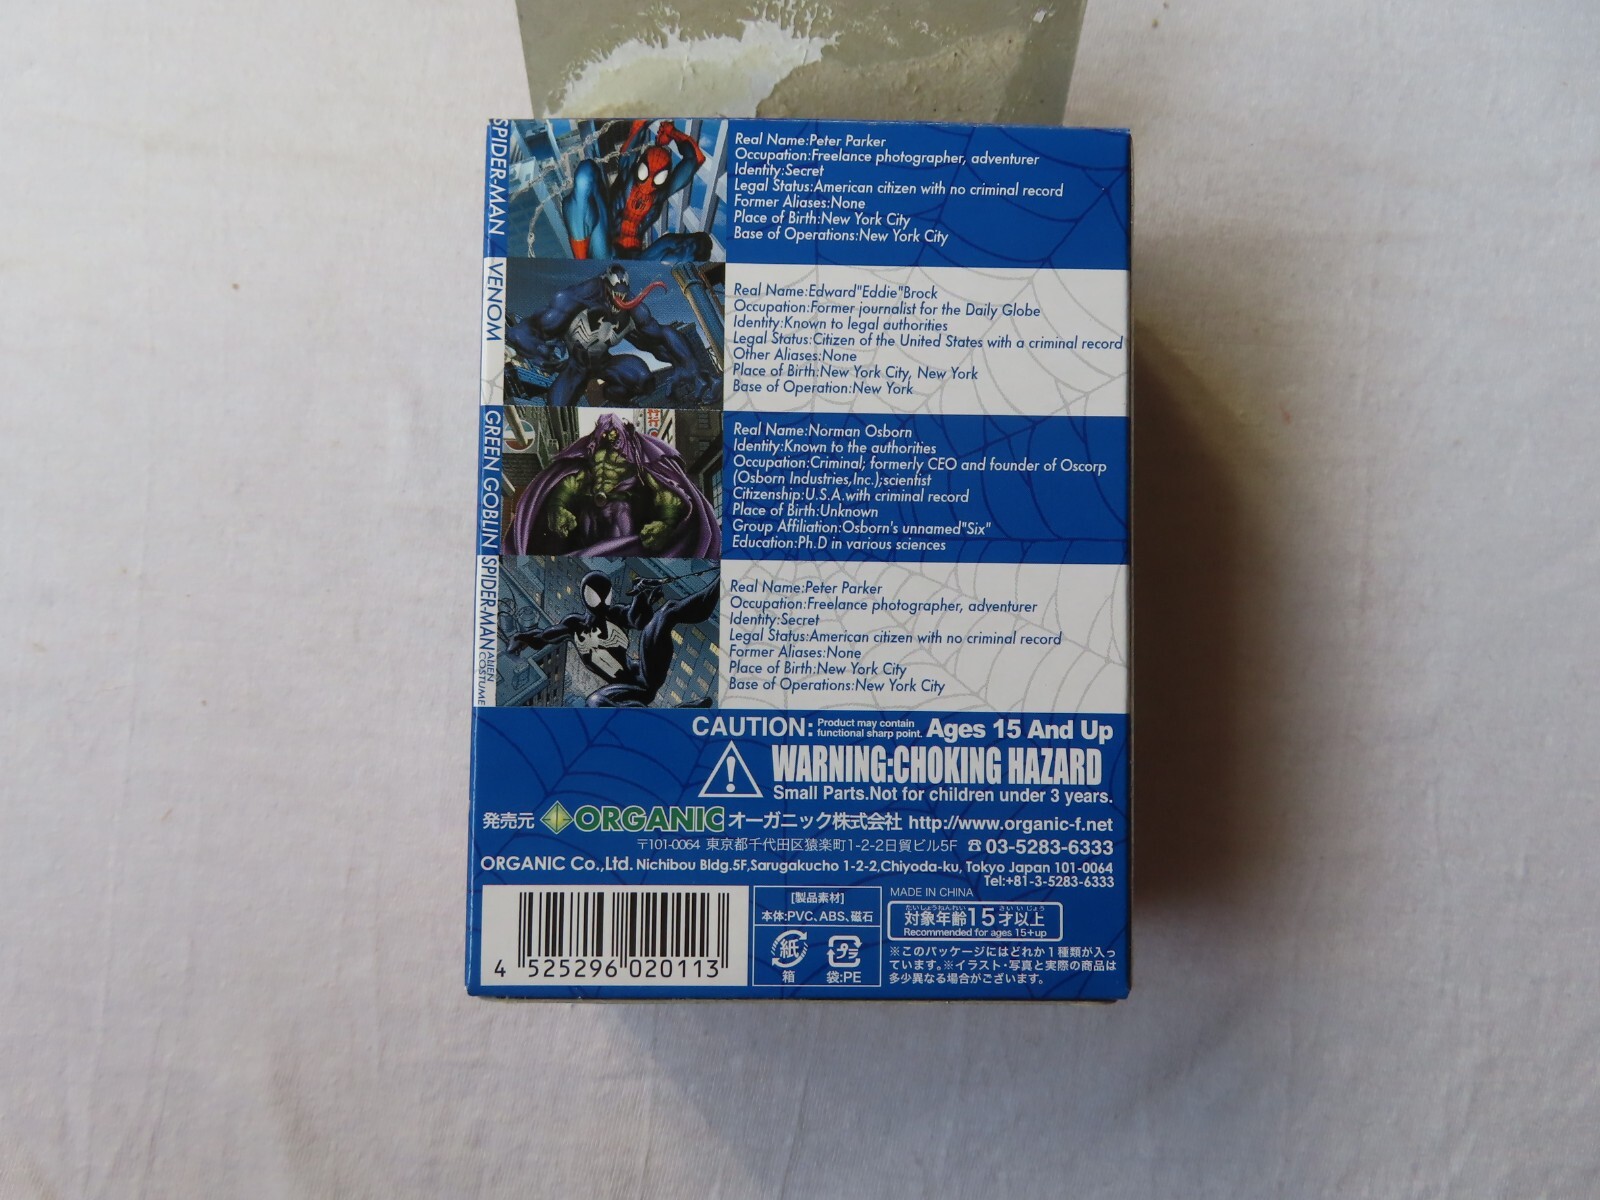 SPIDER-MAN
Real Name:Peter Parker
Occupation:Freelance photographer, adventurer
Identity:Secret
Legal Status:American citizen with no criminal record
Former Aliases:None
Place of Birth:New York City
Base of Operations:New York City
VENOM
Real Name:Edward"Eddie"Brock
Occupation:Former journalist for the Daily Globe
Identity:Known to legal authorities
Legal Status:Citizen of the United States with a criminal record
Other Aliases:None
Place of Birth:New York City, New York
Base of Operation:New York
GREEN GOBLIN
Real Name:Norman Osborn
Identity:Known to the authorities
Occupation:Criminal; formerly CEO and founder of Oscorp
(Osborn Industries,Inc.);scientist
Citizenship:U.S.A.with criminal record
Place of Birth:Unknown
Group Affiliation:Osborn's unnamed"Six"
Education:Ph.D in various sciences
SPIDER-MAN ALIEN COSTUME
Real Name:Peter Parker
Occupation:Freelance photographer, adventurer
Identity:Secret
Legal Status:American citizen with no criminal record
Former Aliases:None
Place of Birth:New York City
Base of Operations:New York City
CAUTION: Product may contain functional sharp point. Ages 15 And Up
WARNING:CHOKING HAZARD
Small Parts.Not for children under 3 years.
発売元 ORGANIC オーガニック株式会社 http://www.organic-f.net
〒101-0064 東京都千代田区猿楽町1-2-2日貿ビル5F ☎03-5283-6333
ORGANIC Co.,Ltd. Nichibou Bldg.5F,Sarugakucho 1-2-2,Chiyoda-ku, Tokyo Japan 101-0064
Tel:+81-3-5283-6333
4 525296 020113
[製品素材]
本体:PVC、ABS、磁石
紙
箱
プラ
袋:PE
MADE IN CHINA
たいしょうねんれい さいいじょう
対象年齢15才以上
Recommended for ages 15+up
※このパッケージにはどれか1種類が入っ
ています。※イラスト・写真と実際の商品は
多少異なる場合がございます。